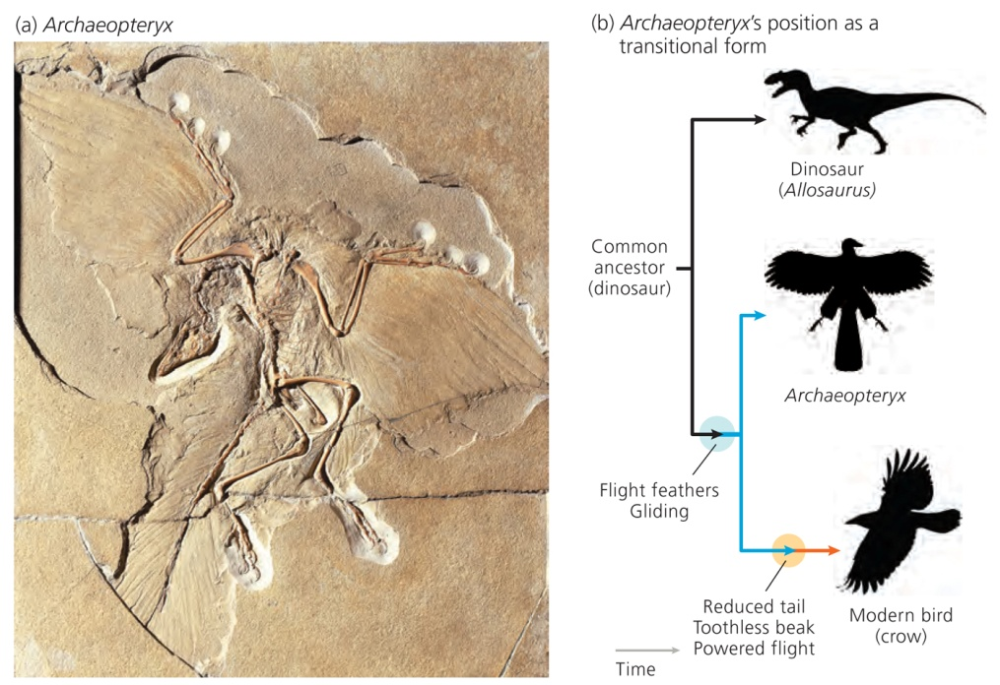 (a) Archaeopteryx
(b) Archaeopteryx's position as a
transitional form
Dinosaur
(Allosaurus)
Common
ancestor
(dinosaur)
Archaeopteryx
Flight feathers
Gliding
Reduced tail
Toothless beak
Powered flight
Modern bird
(crow)
Time